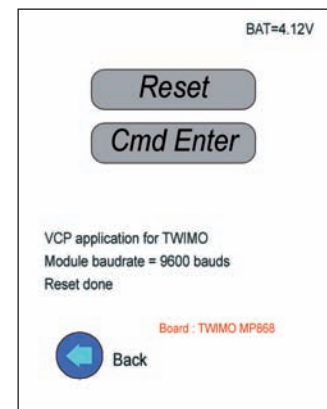 BAT=4.12V
Reset
Cmd Enter
VCP application for TWIMO
Module baudrate = 9600 bauds
Reset done
Board : TWIMO MP868
Back